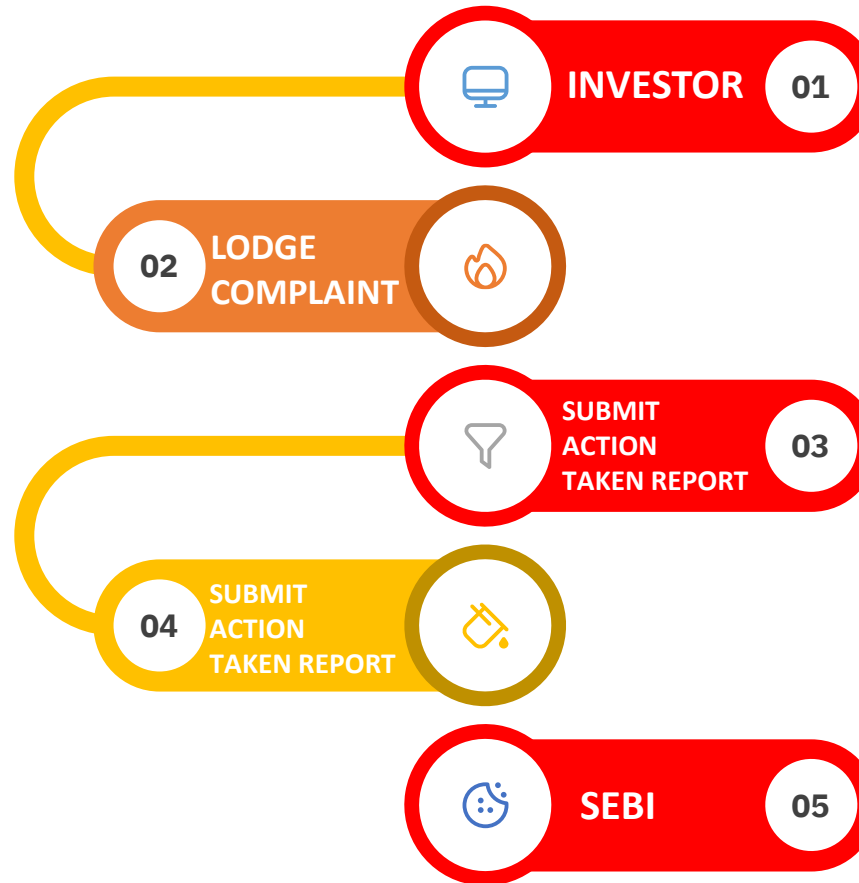 INVESTOR 01
02 LODGE
COMPLAINT
SUBMIT
ACTION 03
TAKEN REPORT
SUBMIT
04 ACTION
TAKEN REPORT
SEBI 05